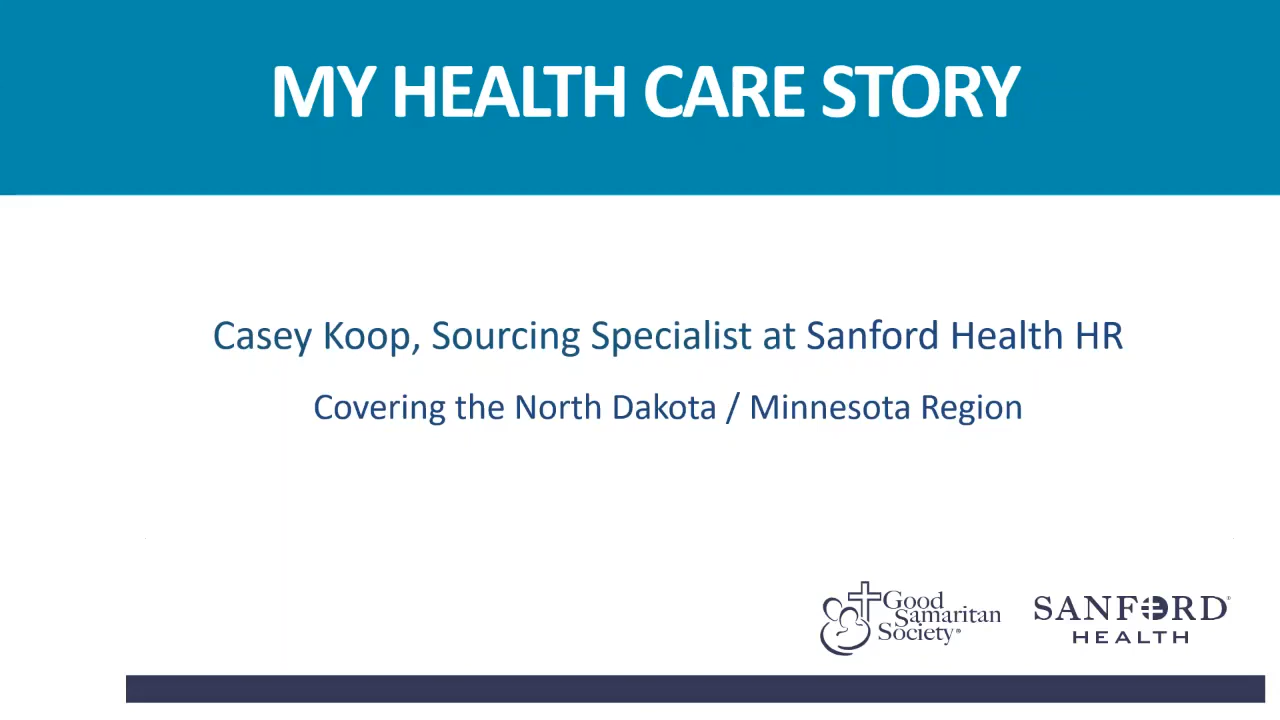 MY HEALTH CARE STORY
Casey Koop, Sourcing Specialist at Sanford Health HR
Covering the North Dakota / Minnesota Region
Good
Samaritan
Society®
SANFORD®
HEALTH